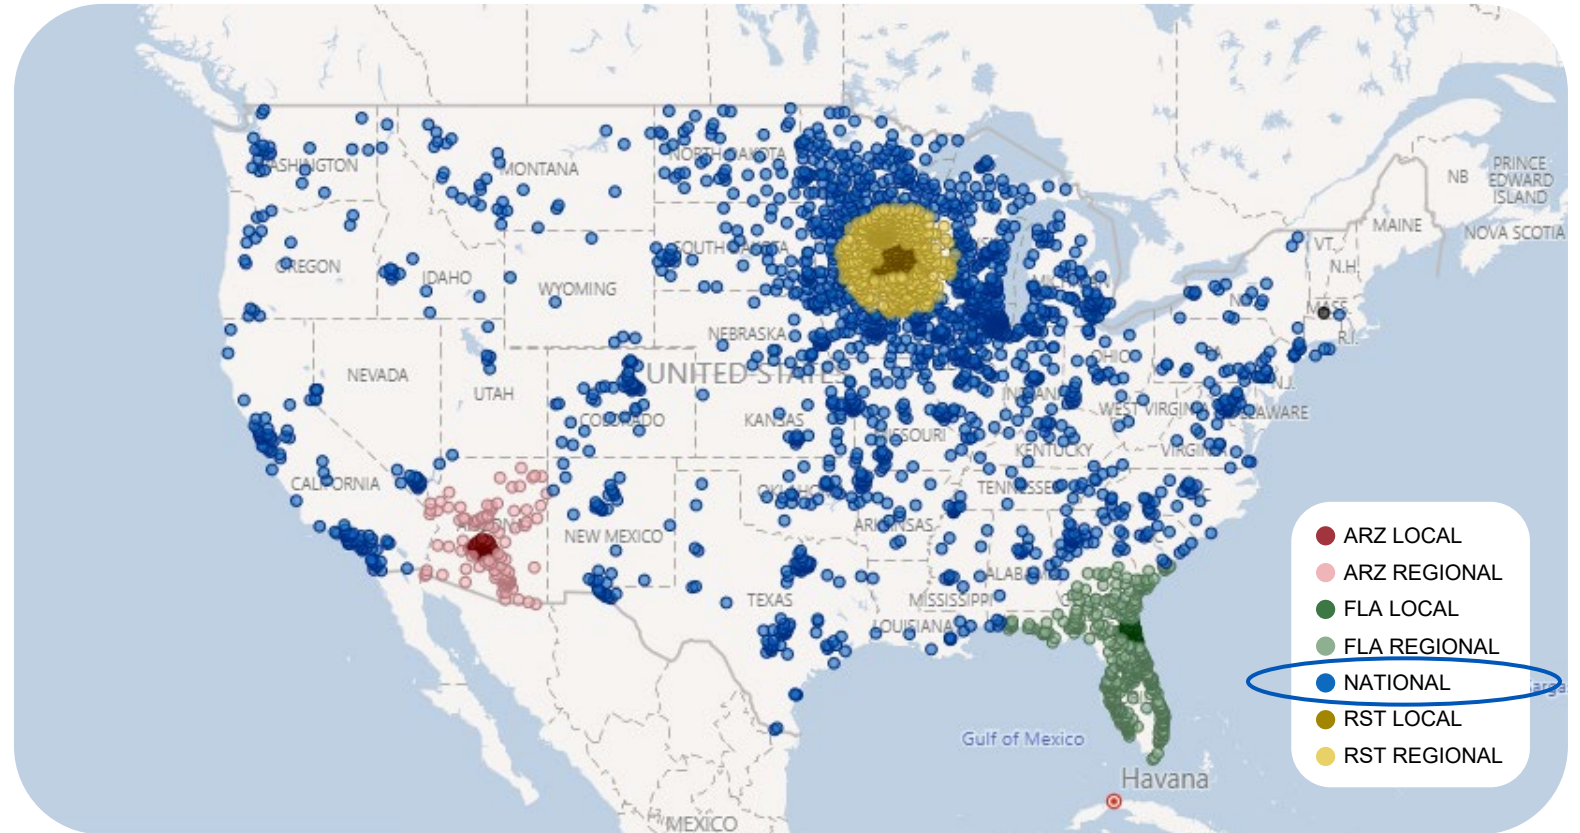 NB
PRINCE
EDWARD
ISLAND
MAINE
NOVA SCOTIA
VT.
N.H.
MASS.
R.I.
WASHINGTON
MONTANA
NORTH DAKOTA
OREGON
IDAHO
WYOMING
SOUTH DAKOTA
NEBRASKA
UNITED STATES
NEVADA
UTAH
COLORADO
KANSAS
MISSOURI
INDIANA
OHIO
PA
N.J.
WEST VIRGINIA
DELAWARE
KENTUCKY
VIRGINIA
CALIFORNIA
ARIZONA
NEW MEXICO
OKLAHOMA
ARKANSAS
TENNESSEE
TEXAS
MISSISSIPPI
ALABAMA
LOUISIANA
Gulf of Mexico
Havana
MEXICO
ARZ LOCAL
ARZ REGIONAL
FLA LOCAL
FLA REGIONAL
NATIONAL
RST LOCAL
RST REGIONAL